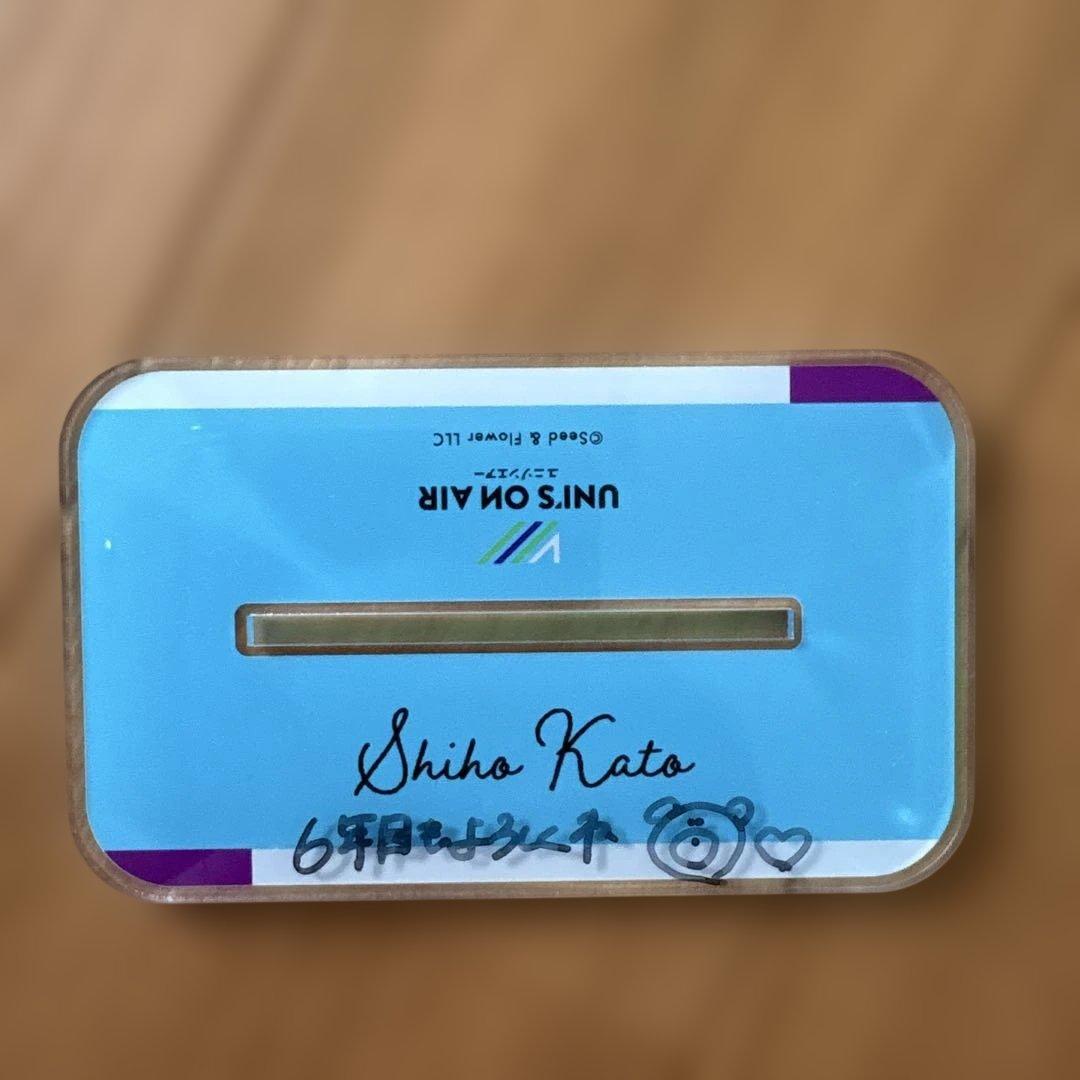 ©Seed & Flower LLC
ユニゾンエアー
UNI'S ON AIR
Shiho Kato
6年目もよろしくね